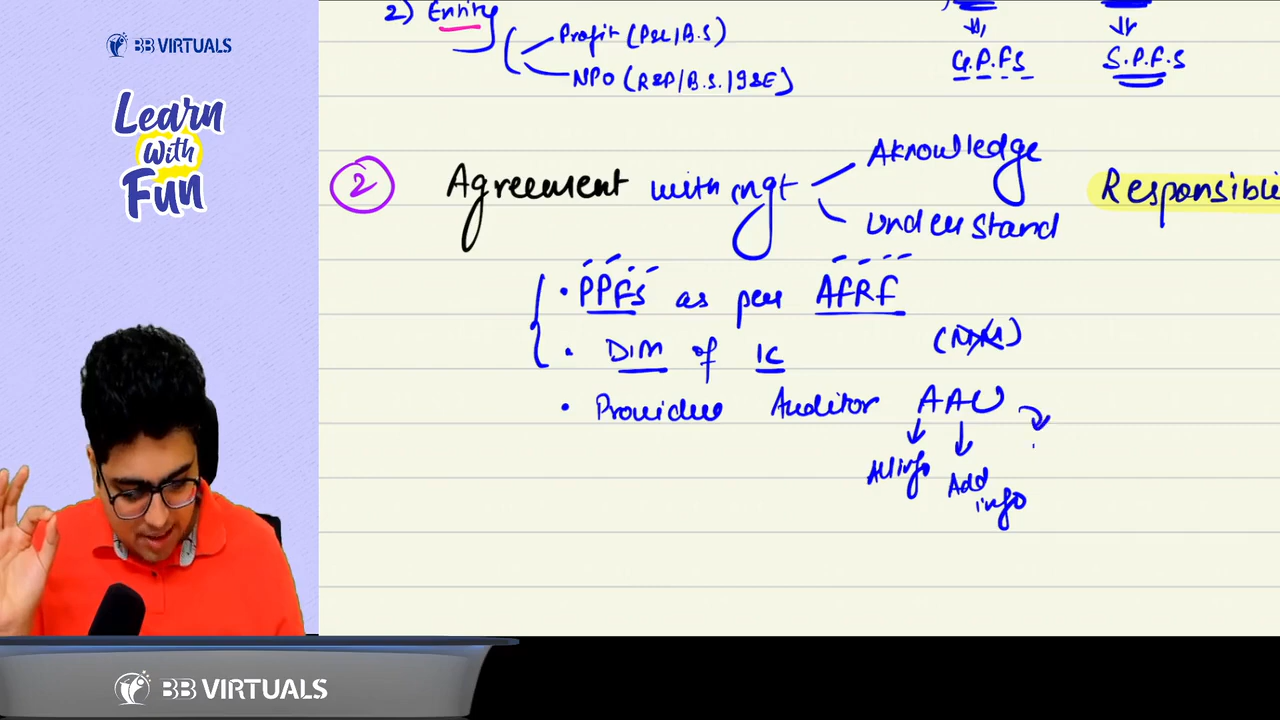 BB VIRTUALS
Learn
With
Fun
2) Entity
Profit (P&L/B.S)
NPO (R&P/B.S./I&E)
G.P.F.S
S.P.F.S
2 Agreement with mgt
Aknowledge
Understand
Responsible
• PPFS as per AFRF
• DIM of IC
• Provides Auditor AAU
All info
Add
info
BB VIRTUALS